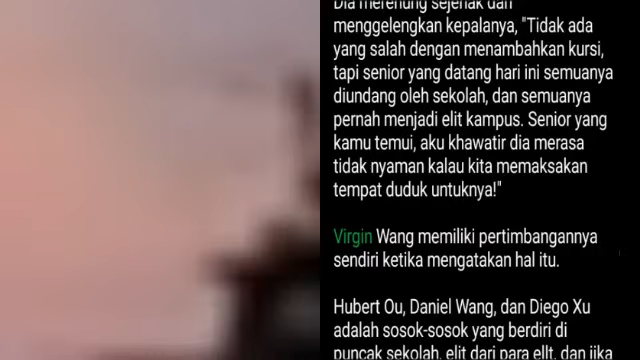 Dia merenung sejenak dan
menggelengkan kepalanya, "Tidak ada
yang salah dengan menambahkan kursi,
tapi senior yang datang hari ini semuanya
diundang oleh sekolah, dan semuanya
pernah menjadi elit kampus. Senior yang
kamu temui, aku khawatir dia merasa
tidak nyaman kalau kita memaksakan
tempat duduk untuknya!"
Virgin Wang memiliki pertimbangannya
sendiri ketika mengatakan hal itu.
Hubert Ou, Daniel Wang, dan Diego Xu
adalah sosok-sosok yang berdiri di
puncak sekolah, elit dari para elIt, dan jika